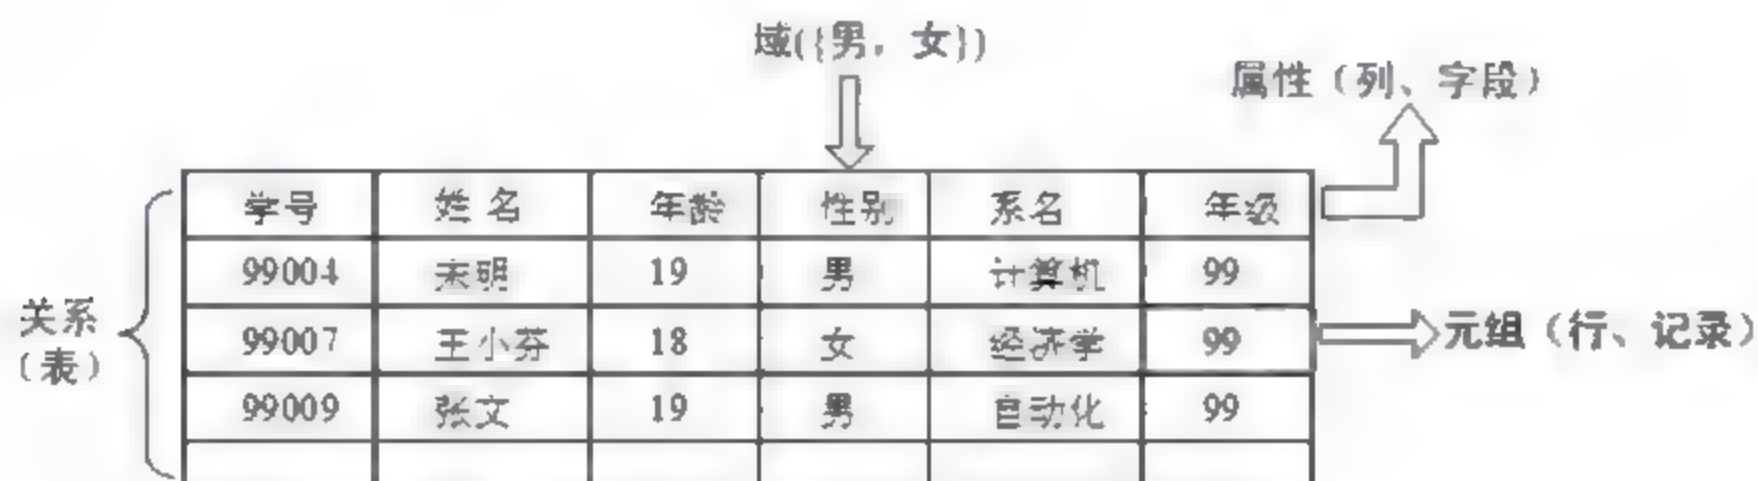 域({男，女})
属性（列、字段）
学号 姓名 年龄 性别 系名 年级
99004 宋明 19 男 计算机 99
关系
（表）
99007 王小芬 18 女 经济学 99
元组（行、记录）
99009 张文 19 男 自动化 99